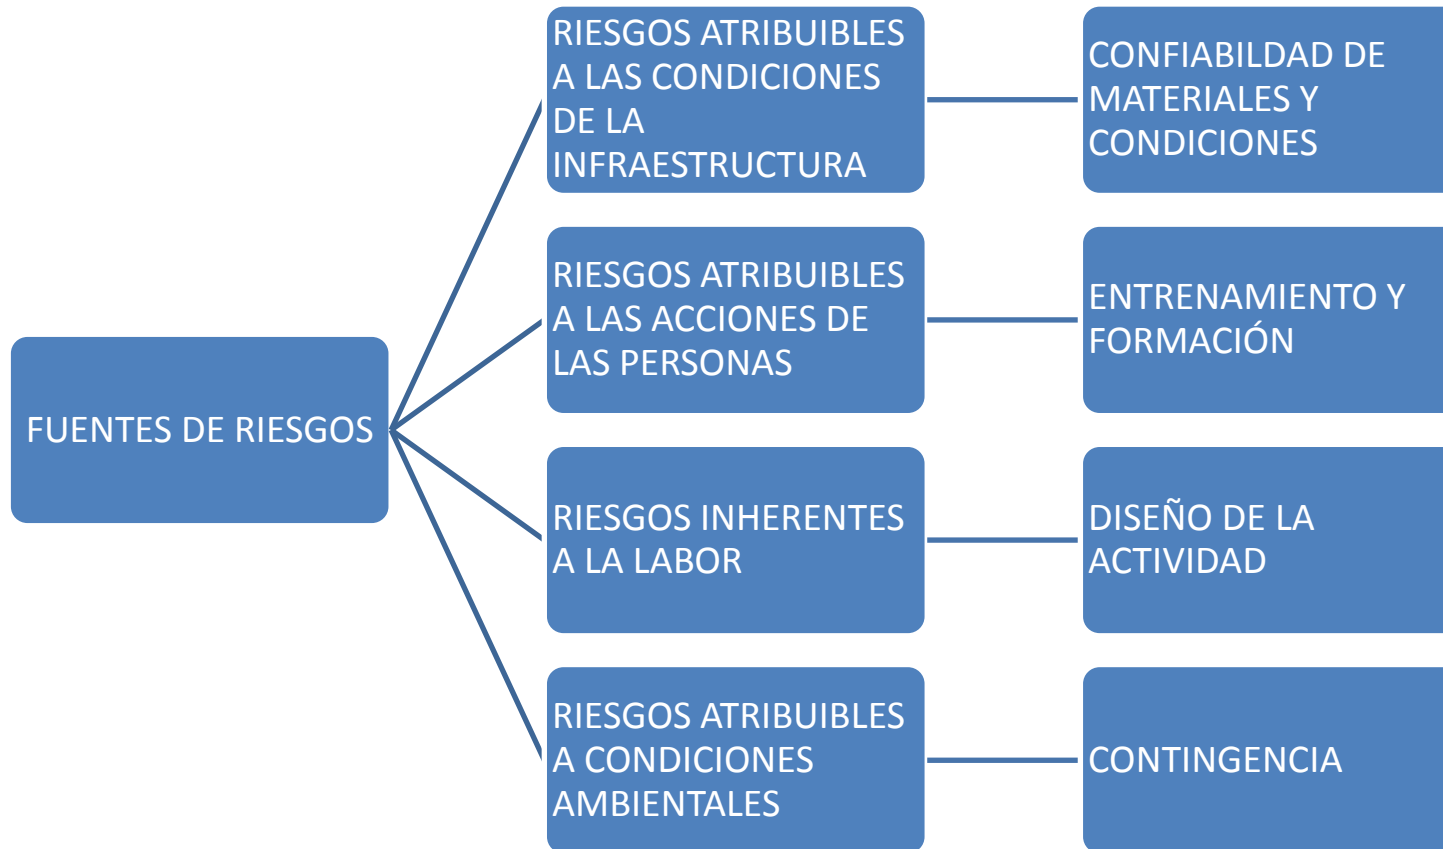 RIESGOS ATRIBUIBLES
A LAS CONDICIONES
DE LA
INFRAESTRUCTURA
CONFIABILDAD DE
MATERIALES Y
CONDICIONES
RIESGOS ATRIBUIBLES
A LAS ACCIONES DE
LAS PERSONAS
ENTRENAMIENTO Y
FORMACIÓN
FUENTES DE RIESGOS
RIESGOS INHERENTES
A LA LABOR
DISEÑO DE LA
ACTIVIDAD
RIESGOS ATRIBUIBLES
A CONDICIONES
AMBIENTALES
CONTINGENCIA